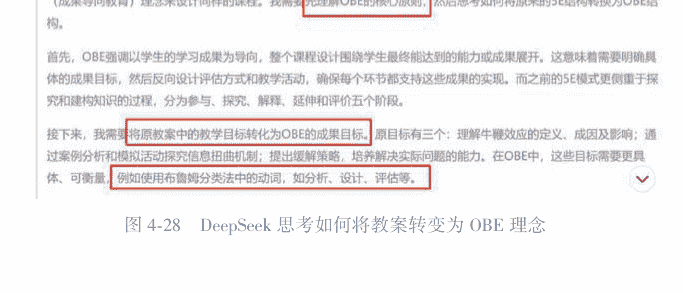 （成果导向教育）理念来设计同样的课程。我需要先理解OBE的核心原则，然后思考如何将原来的5E结构转换为OBE结
构。
首先，OBE强调以学生的学习成果为导向，整个课程设计围绕学生最终能达到的能力或成果展开。这意味着需要明确具
体的成果目标，然后反向设计评估方式和教学活动，确保每个环节都支持这些成果的实现。而之前的5E模式更侧重于探
究和建构知识的过程，分为参与、探究、解释、延伸和评价五个阶段。
接下来，我需要将原教案中的教学目标转化为OBE的成果目标。原目标有三个：理解牛鞭效应的定义、成因及影响；通
过案例分析和模拟活动探究信息扭曲机制；提出缓解策略，培养解决实际问题的能力。在OBE中，这些目标需要更具
体、可衡量，例如使用布鲁姆分类法中的动词，如分析、设计、评估等。
图 4-28 DeepSeek 思考如何将教案转变为 OBE 理念